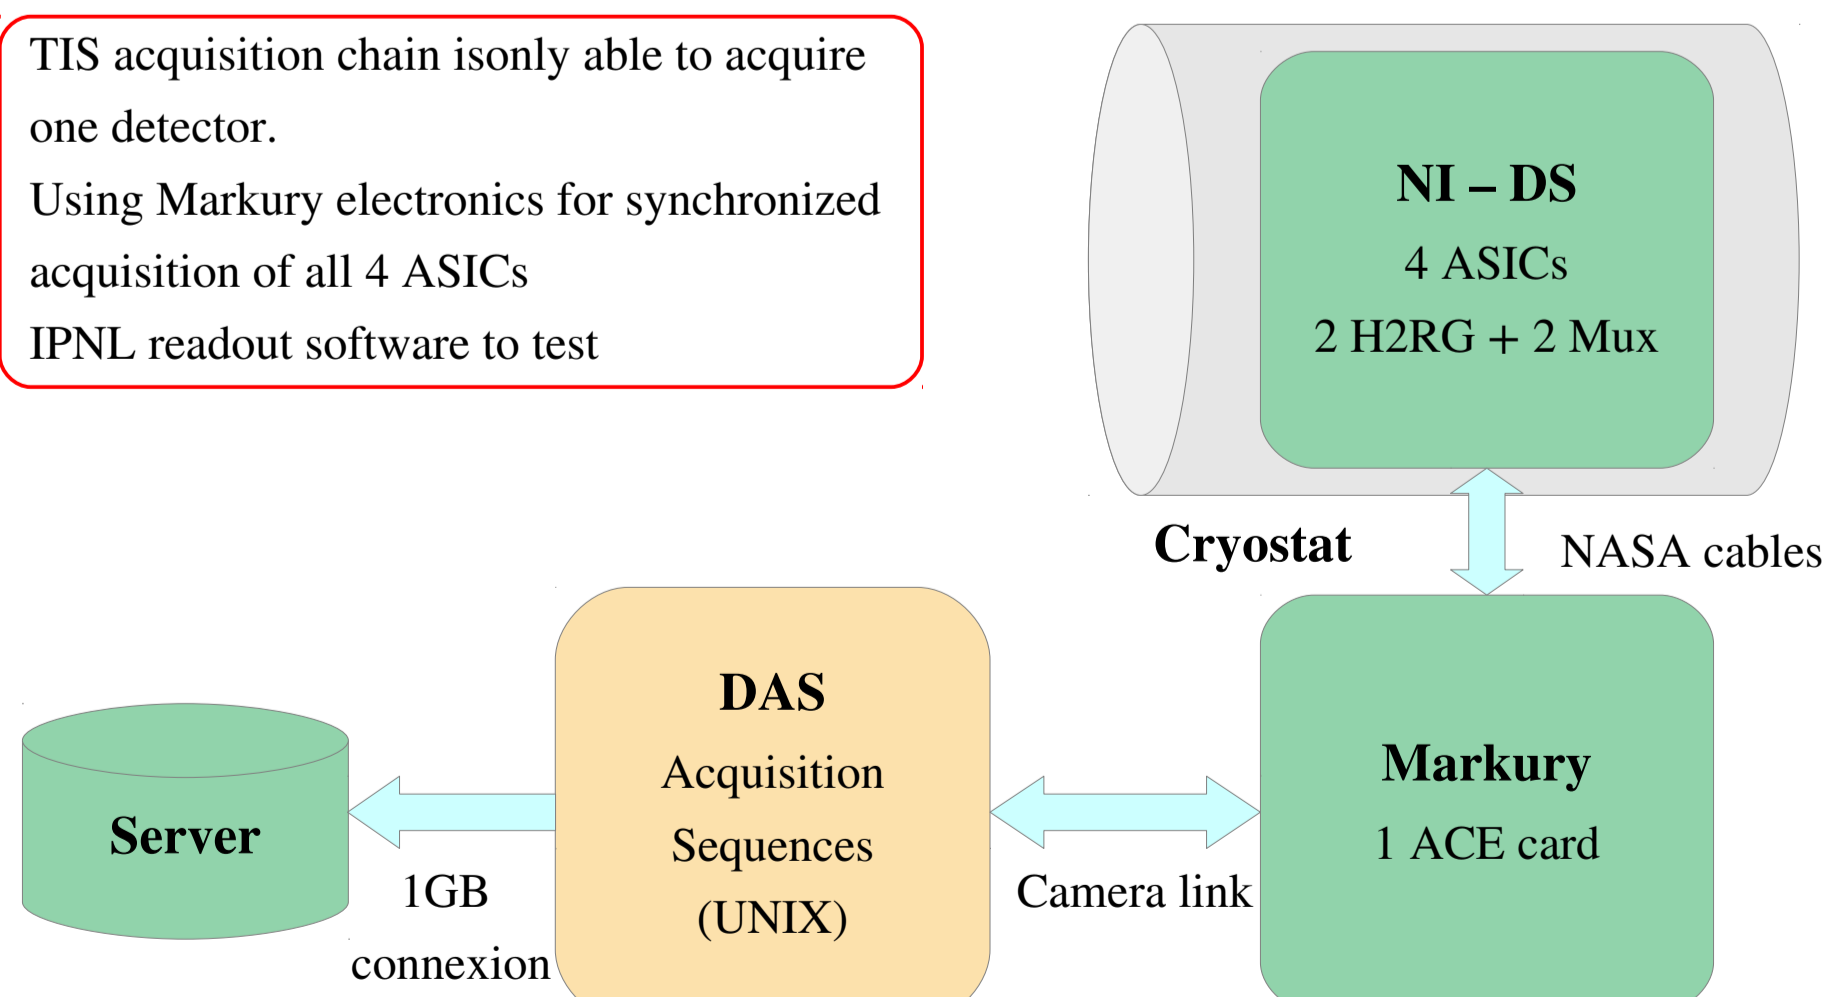 TIS acquisition chain isonly able to acquire
one detector.
Using Markury electronics for synchronized
acquisition of all 4 ASICs
IPNL readout software to test
NI – DS
4 ASICs
2 H2RG + 2 Mux
Cryostat
NASA cables
DAS
Acquisition
Sequences
(UNIX)
Markury
1 ACE card
Server
1GB
connexion
Camera link